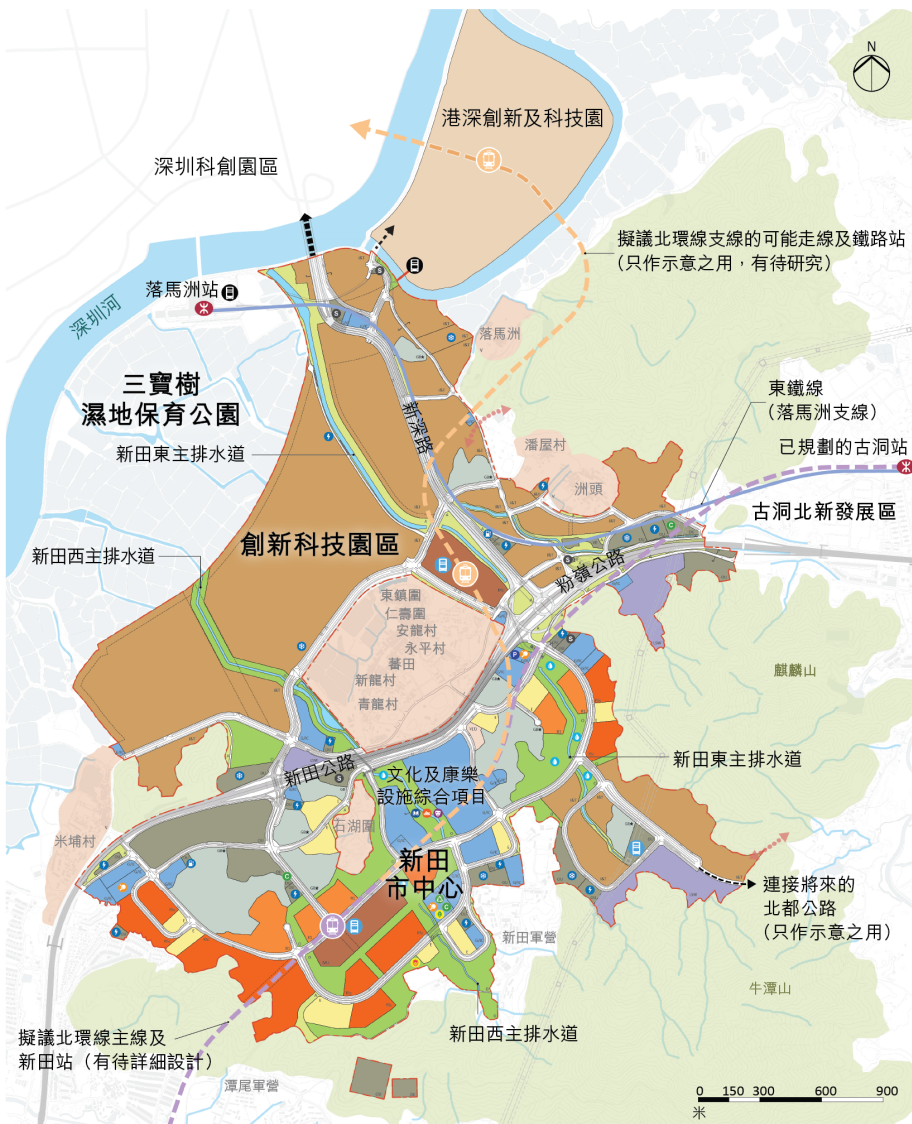 N
港深創新及科技園
深圳科創園區
擬議北環線支線的可能走線及鐵路站
(只作示意之用，有待研究)
落馬洲站
深圳河
落馬洲
三寶樹
濕地保育公園
東鐵線
(落馬洲支線)
新深路
潘屋村
新田東主排水道
已規劃的古洞站
洲頭
古洞北新發展區
創新科技園區
新田西主排水道
粉嶺公路
東鎮圍
仁壽圍
安龍村
永平村
蕃田
新龍村
青龍村
麒麟山
新田公路
文化及康樂
設施綜合項目
新田東主排水道
石湖圍
米埔村
新田
市中心
連接將來的
北都公路
(只作示意之用)
新田軍營
牛潭山
擬議北環線主線及
新田站（有待詳細設計）
新田西主排水道
潭尾軍營
0 150 300 600 900
米